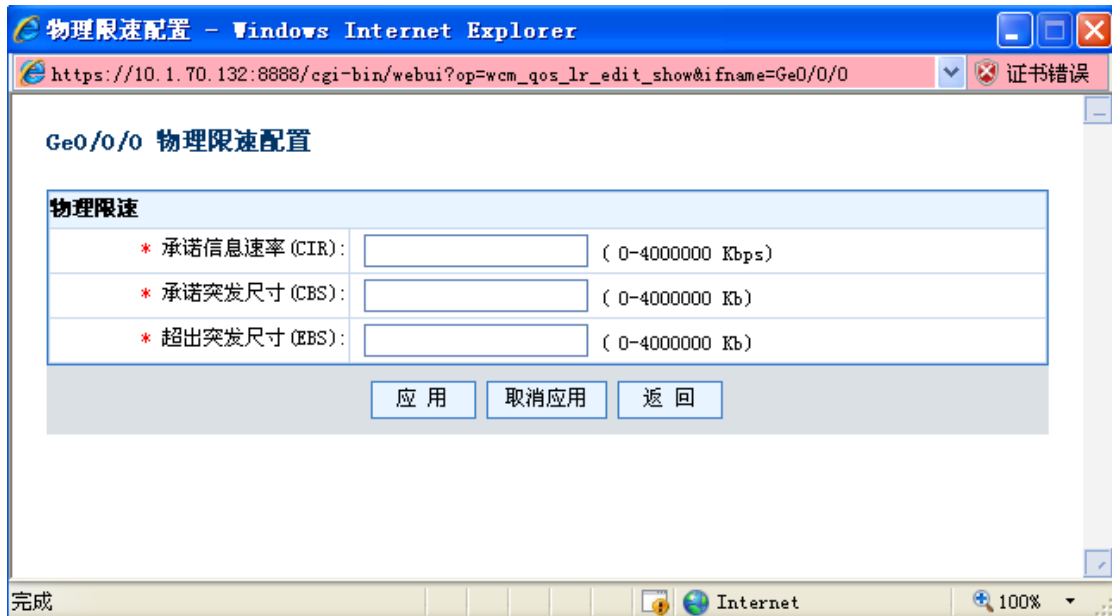 物理限速配置 - Windows Internet Explorer
https://10.1.70.132:8888/cgi-bin/webui?op=wcm_qos_lr_edit_show&ifname=Ge0/0/0 证书错误
Ge0/0/0 物理限速配置
物理限速
* 承诺信息速率(CIR): ( 0-4000000 Kbps)
* 承诺突发尺寸(CBS): ( 0-4000000 Kb)
* 超出突发尺寸(EBS): ( 0-4000000 Kb)
应 用 取消应用 返 回
完成 Internet 100%